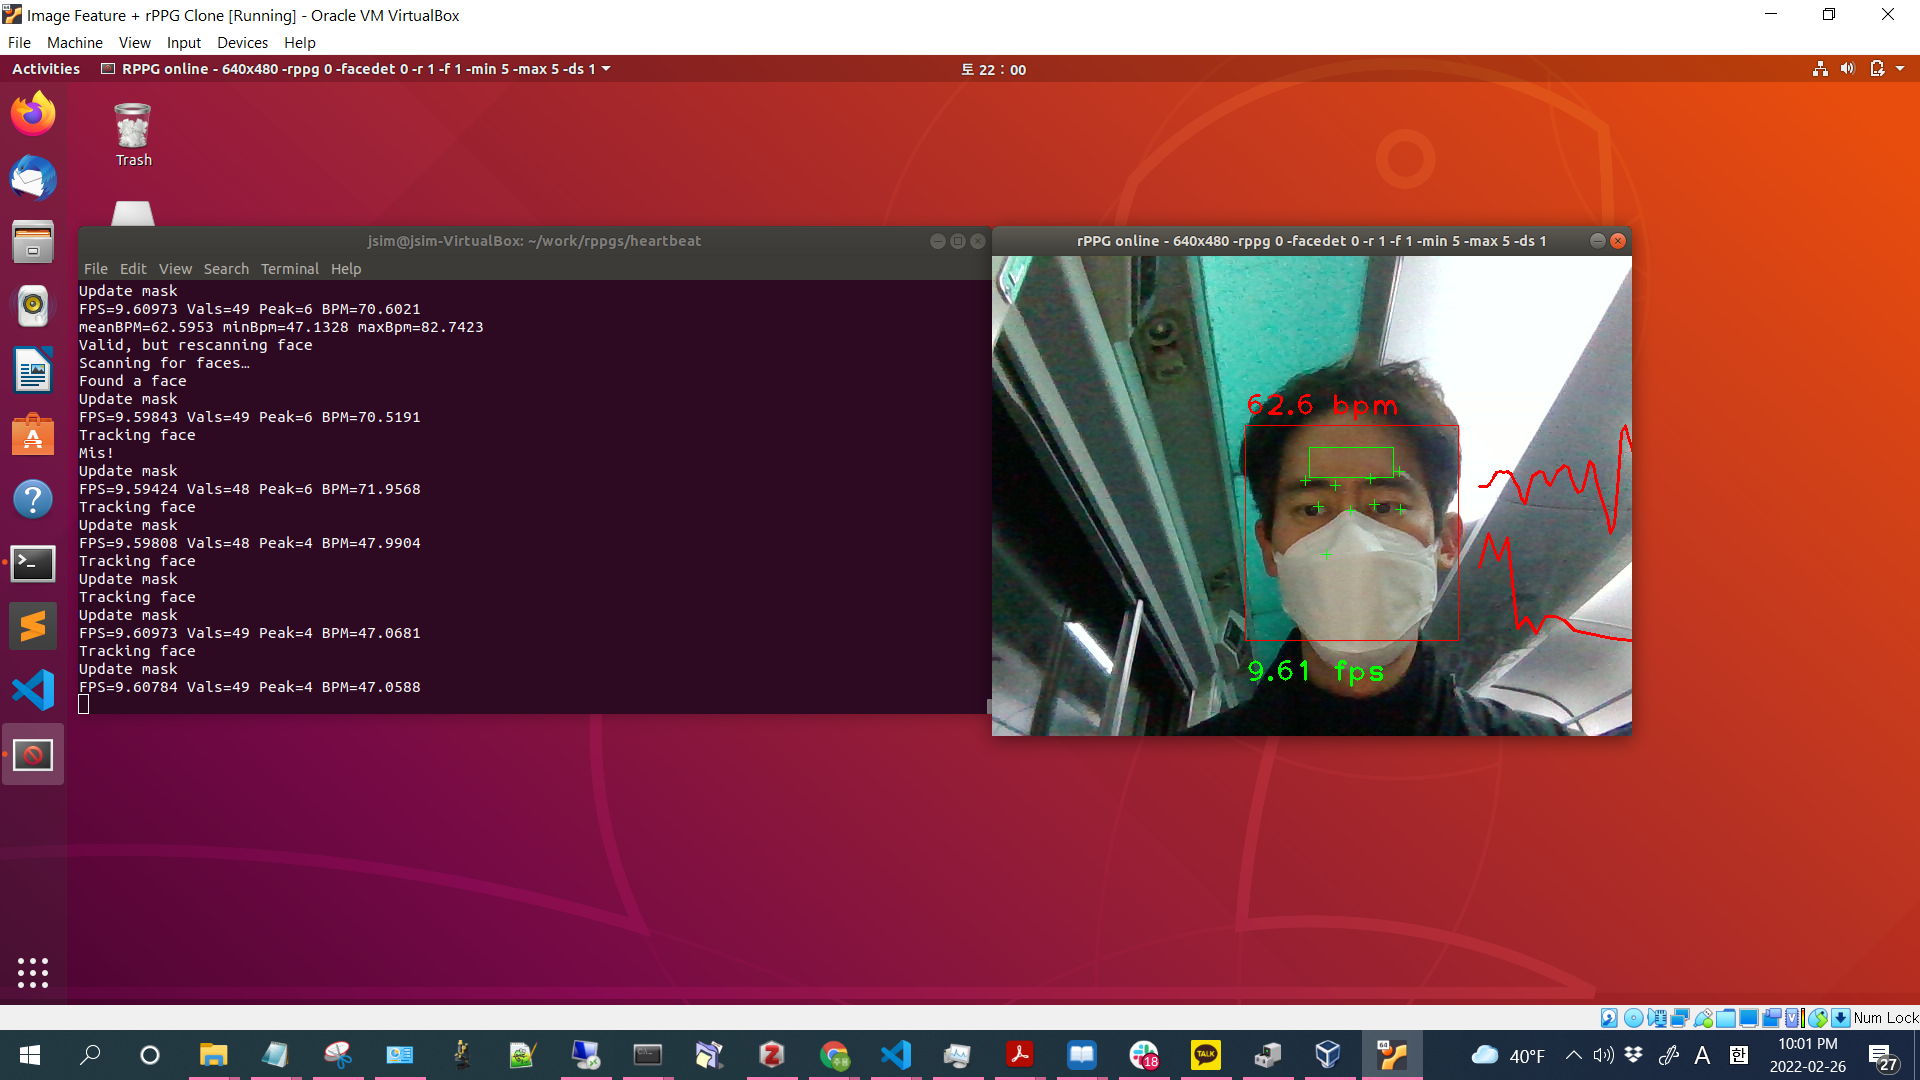 Image Feature + rPPG Clone [Running] - Oracle VM VirtualBox
File Machine View Input Devices Help
Activities RPPG online - 640x480 -rppg 0 -facedet 0 -r 1 -f 1 -min 5 -max 5 -ds 1 토 22 : 00
Trash
jsim@jsim-VirtualBox: ~/work/rppgs/heartbeat
File Edit View Search Terminal Help
Update mask
FPS=9.60973 Vals=49 Peak=6 BPM=70.6021
meanBPM=62.5953 minBpm=47.1328 maxBpm=82.7423
Valid, but rescanning face
Scanning for faces…
Found a face
Update mask
FPS=9.59843 Vals=49 Peak=6 BPM=70.5191
Tracking face
Mis!
Update mask
FPS=9.59424 Vals=48 Peak=6 BPM=71.9568
Tracking face
Update mask
FPS=9.59808 Vals=48 Peak=4 BPM=47.9904
Tracking face
Update mask
Tracking face
Update mask
FPS=9.60973 Vals=49 Peak=4 BPM=47.0681
Tracking face
Update mask
FPS=9.60784 Vals=49 Peak=4 BPM=47.0588
rPPG online - 640x480 -rppg 0 -facedet 0 -r 1 -f 1 -min 5 -max 5 -ds 1
62.6 bpm
9.61 fps
Num Lock
18
TALK
64
40°F
A
한
10:01 PM
2022-02-26
27